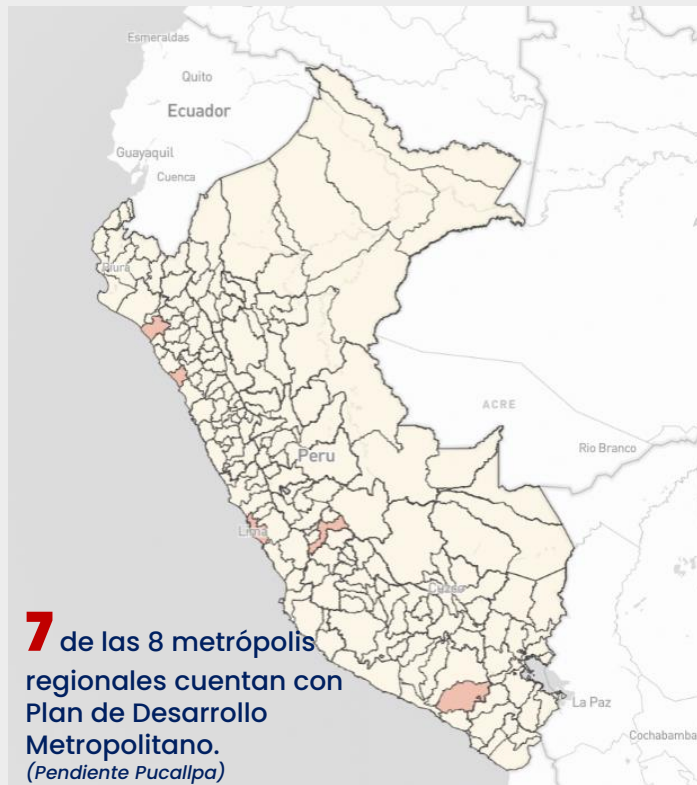 Esmeraldas
Quito
Ecuador
Guayaquil
Cuenca
Piura
ACRE
Rio Branco
Peru
Lima
Cuzco
La Paz
Cochabamba
7 de las 8 metrópolis
regionales cuentan con
Plan de Desarrollo
Metropolitano.
(Pendiente Pucallpa)